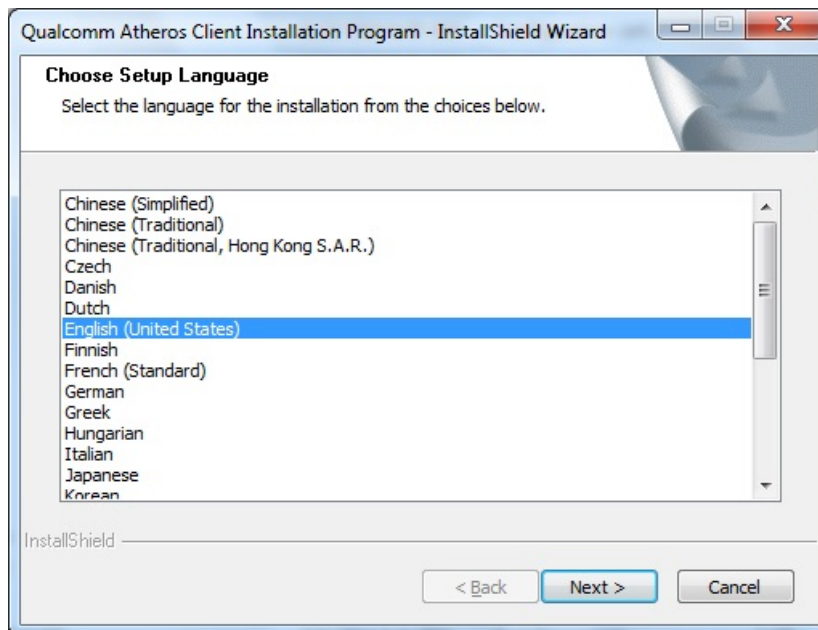 Qualcomm Atheros Client Installation Program - InstallShield Wizard
Choose Setup Language
Select the language for the installation from the choices below.
Chinese (Simplified)
Chinese (Traditional)
Chinese (Traditional, Hong Kong S.A.R.)
Czech
Danish
Dutch
English (United States)
Finnish
French (Standard)
German
Greek
Hungarian
Italian
Japanese
Korean
InstallShield
< Back
Next >
Cancel